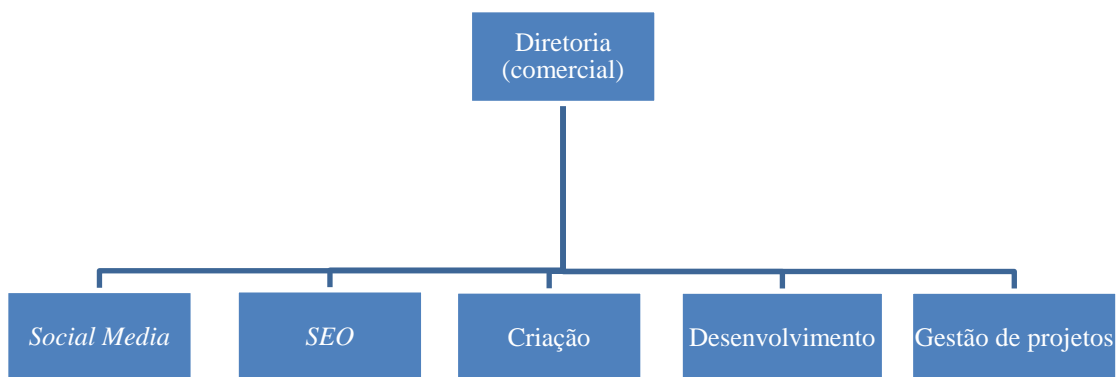 Diretoria
(comercial)
Social Media
SEO
Criação
Desenvolvimento
Gestão de projetos